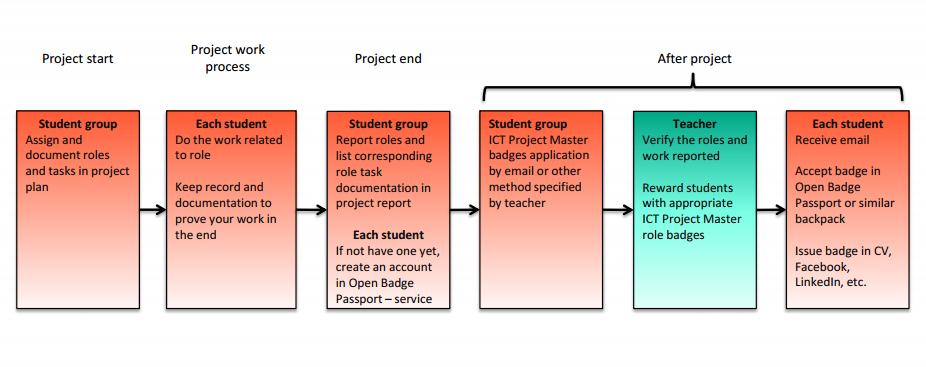 Project start
Project work
process
Project end
After project
Student group
Assign and
document roles
and tasks in project
plan
Each student
Do the work related
to role
Keep record and
documentation to
prove your work in
the end
Student group
Report roles and
list corresponding
role task
documentation in
project report
Each student
If not have one yet,
create an account
in Open Badge
Passport – service
Student group
ICT Project Master
badges application
by email or other
method specified
by teacher
Teacher
Verify the roles and
work reported
Reward students
with appropriate
ICT Project Master
role badges
Each student
Receive email
Accept badge in
Open Badge
Passport or similar
backpack
Issue badge in CV,
Facebook,
LinkedIn, etc.